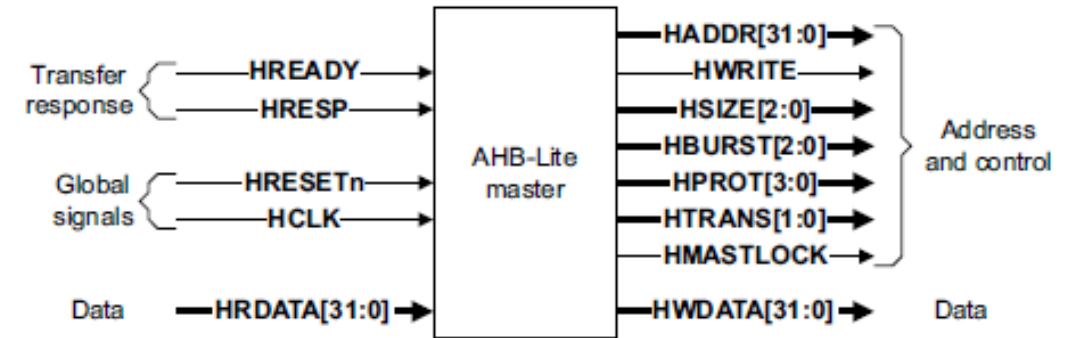 Transfer
response
HREADY
HRESP
Global
signals
HRESETn
HCLK
Data
HRDATA[31:0]
AHB-Lite
master
HADDR[31:0]
HWRITE
HSIZE[2:0]
HBURST[2:0]
HPROT[3:0]
HTRANS[1:0]
HMASTLOCK
Address
and control
HWDATA[31:0]
Data